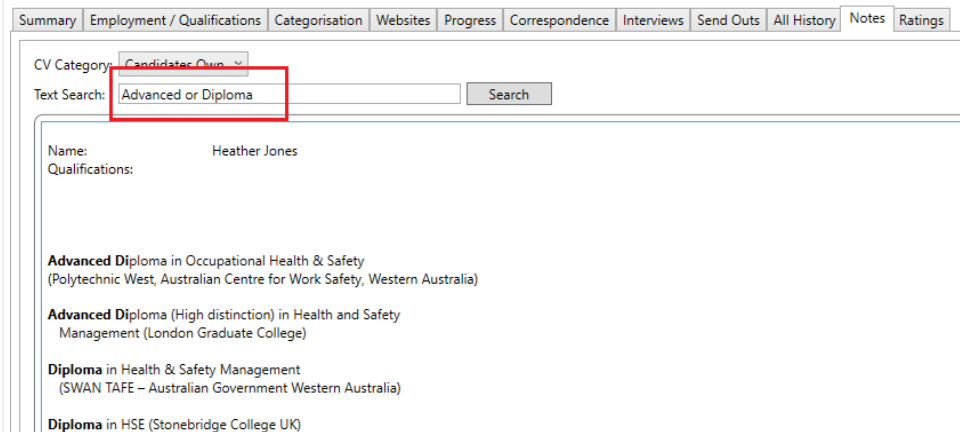 Summary Employment / Qualifications Categorisation Websites Progress Correspondence Interviews Send Outs All History Notes Ratings
CV Category: Candidates Own
Text Search: Advanced or Diploma Search
Name: Heather Jones
Qualifications:
Advanced Diploma in Occupational Health & Safety
(Polytechnic West, Australian Centre for Work Safety, Western Australia)
Advanced Diploma (High distinction) in Health and Safety
Management (London Graduate College)
Diploma in Health & Safety Management
(SWAN TAFE – Australian Government Western Australia)
Diploma in HSE (Stonebridge College UK)